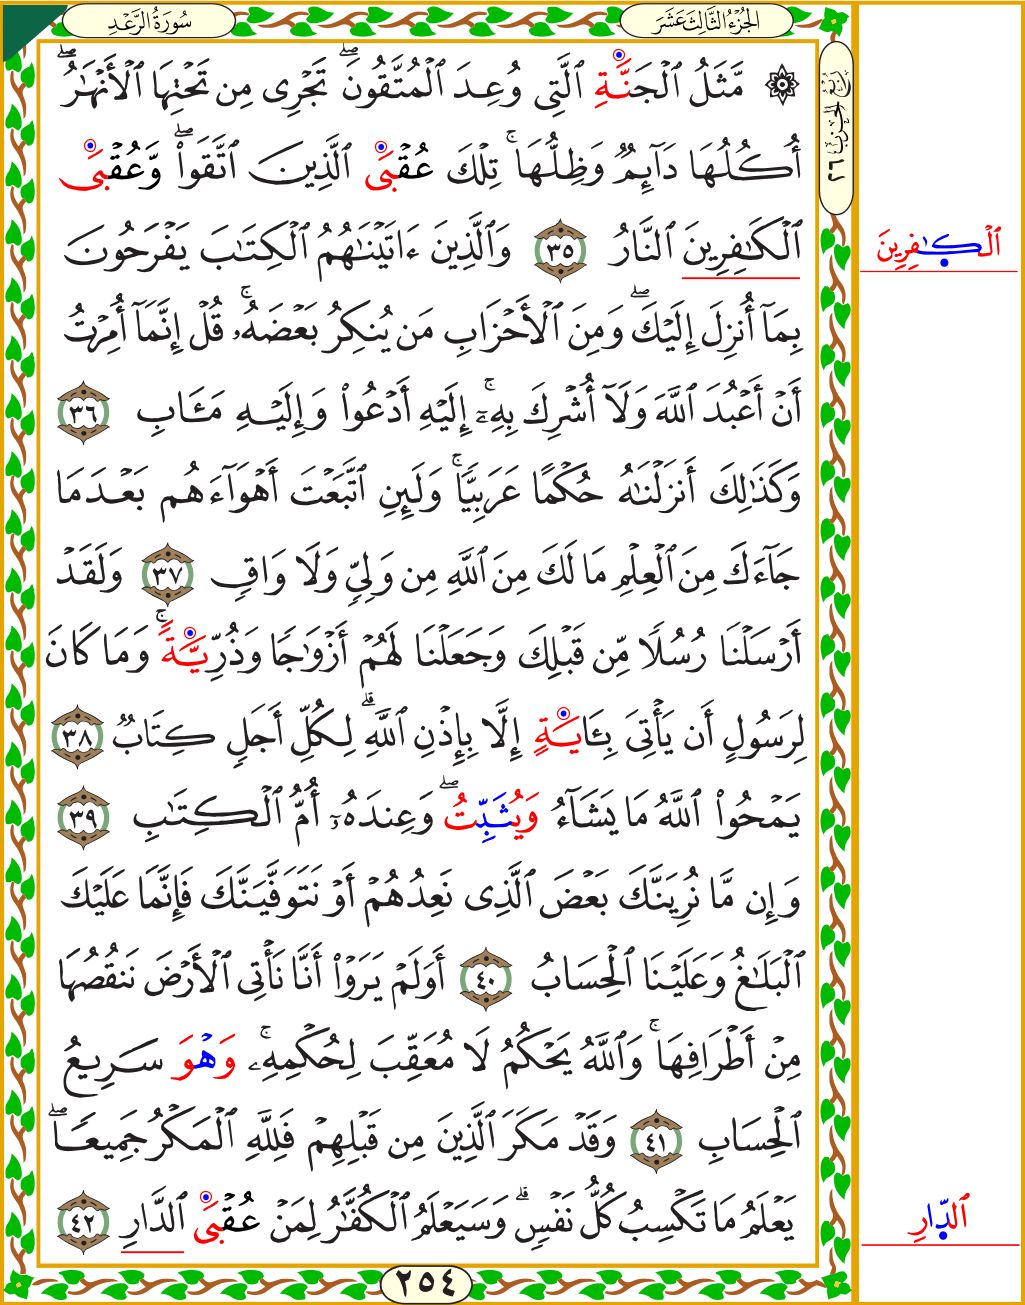 سُورَةُ الرَّعْدِ
الجُزْءُ الثَّالِثَ عَشَرَ
۞ مَّثَلُ ٱلْجَنَّةِ ٱلَّتِى وُعِدَ ٱلْمُتَّقُونَ ۖ تَجْرِى مِن تَحْتِهَا ٱلْأَنْهَـٰرُ ۖ
أُكُلُهَا دَآئِمٌ وَظِلُّهَا ۚ تِلْكَ عُقْبَى ٱلَّذِينَ ٱتَّقَوا۟ ۖ وَّعُقْبَى
ٱلْكَـٰفِرِينَ ٱلنَّارُ ٣٥ وَٱلَّذِينَ ءَاتَيْنَـٰهُمُ ٱلْكِتَـٰبَ يَفْرَحُونَ
بِمَآ أُنزِلَ إِلَيْكَ ۖ وَمِنَ ٱلْأَحْزَابِ مَن يُنكِرُ بَعْضَهُۥ ۚ قُلْ إِنَّمَآ أُمِرْتُ
أَنْ أَعْبُدَ ٱللَّهَ وَلَآ أُشْرِكَ بِهِۦٓ ۚ إِلَيْهِ أَدْعُوا۟ وَإِلَيْهِ مَـَٔابِ ٣٦
وَكَذَٰلِكَ أَنزَلْنَـٰهُ حُكْمًا عَرَبِيًّا ۚ وَلَئِنِ ٱتَّبَعْتَ أَهْوَآءَهُم بَعْدَمَا
جَآءَكَ مِنَ ٱلْعِلْمِ مَا لَكَ مِنَ ٱللَّهِ مِن وَلِىٍّ وَلَا وَاقٍ ٣٧ وَلَقَدْ
أَرْسَلْنَا رُسُلًا مِّن قَبْلِكَ وَجَعَلْنَا لَهُمْ أَزْوَٰجًا وَذُرِّيَّةً ۚ وَمَا كَانَ
لِرَسُولٍ أَن يَأْتِىَ بِـَٔايَةٍ إِلَّا بِإِذْنِ ٱللَّهِ ۗ لِكُلِّ أَجَلٍ كِتَابٌ ٣٨
يَمْحُوا۟ ٱللَّهُ مَا يَشَآءُ وَيُثَبِّتُ ۖ وَعِندَهُۥٓ أُمُّ ٱلْكِتَـٰبِ ٣٩
وَإِن مَّا نُرِيَنَّكَ بَعْضَ ٱلَّذِى نَعِدُهُمْ أَوْ نَتَوَفَّيَنَّكَ فَإِنَّمَا عَلَيْكَ
ٱلْبَلَـٰغُ وَعَلَيْنَا ٱلْحِسَابُ ٤٠ أَوَلَمْ يَرَوْا۟ أَنَّا نَأْتِى ٱلْأَرْضَ نَنقُصُهَا
مِنْ أَطْرَافِهَا ۚ وَٱللَّهُ يَحْكُمُ لَا مُعَقِّبَ لِحُكْمِهِۦ ۚ وَهْوَ سَرِيعُ
ٱلْحِسَابِ ٤١ وَقَدْ مَكَرَ ٱلَّذِينَ مِن قَبْلِهِمْ فَلِلَّهِ ٱلْمَكْرُ جَمِيعًا ۖ
يَعْلَمُ مَا تَكْسِبُ كُلُّ نَفْسٍ ۗ وَسَيَعْلَمُ ٱلْكُفَّـٰرُ لِمَنْ عُقْبَى ٱلدَّارِ ٤٢
٢٥٤
رُبْعُ الحِزْبِ ٢٦
ٱلْكـٰفِرِينَ
ٱلدّارِ